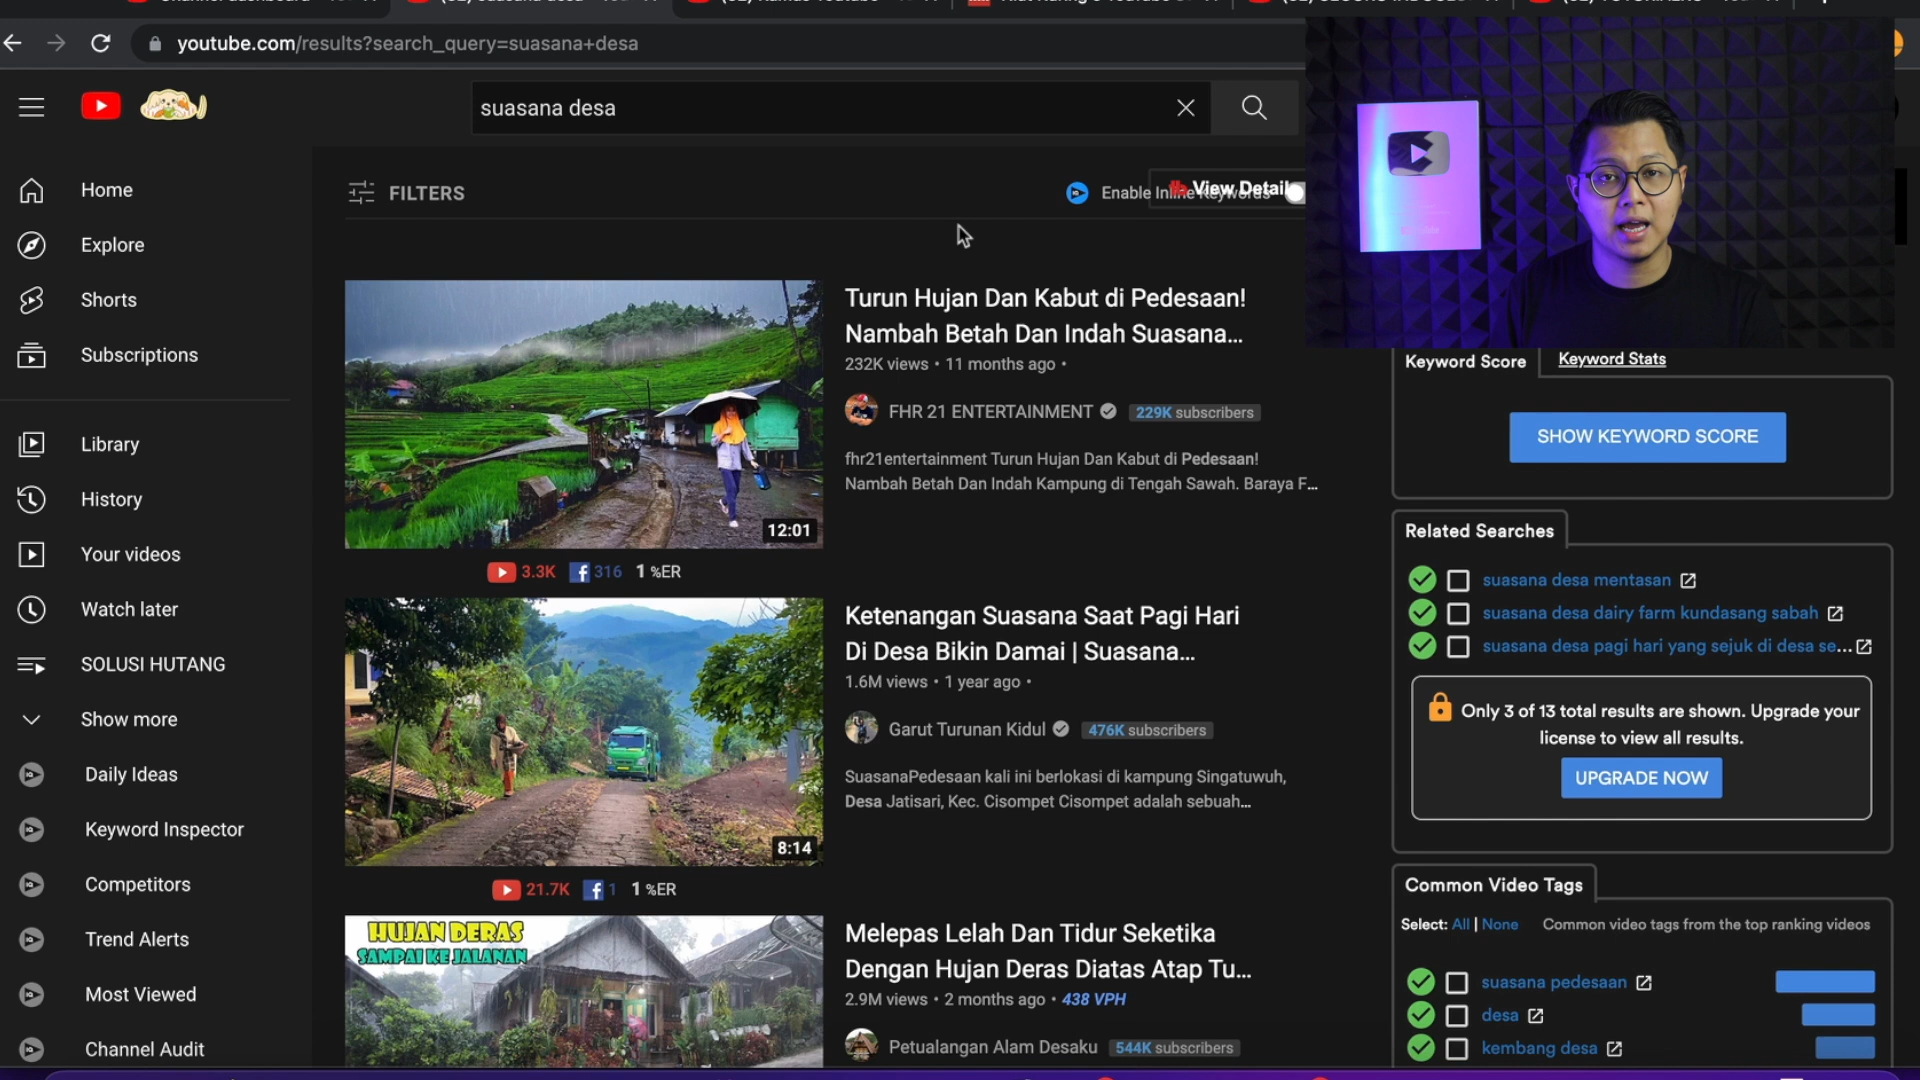 youtube.com/results?search_query=suasana+desa
suasana desa
Home
Explore
Shorts
Subscriptions
Library
History
Your videos
Watch later
SOLUSI HUTANG
Show more
Daily Ideas
Keyword Inspector
Competitors
Trend Alerts
Most Viewed
Channel Audit
FILTERS
Enable Inline Keywords
View Detail
Turun Hujan Dan Kabut di Pedesaan!
Nambah Betah Dan Indah Suasana...
232K views • 11 months ago •
FHR 21 ENTERTAINMENT 229K subscribers
fhr21entertainment Turun Hujan Dan Kabut di Pedesaan!
Nambah Betah Dan Indah Kampung di Tengah Sawah. Baraya F...
12:01
3.3K 316 1 %ER
Ketenangan Suasana Saat Pagi Hari
Di Desa Bikin Damai | Suasana...
1.6M views • 1 year ago •
Garut Turunan Kidul 476K subscribers
SuasanaPedesaan kali ini berlokasi di kampung Singatuwuh,
Desa Jatisari, Kec. Cisompet Cisompet adalah sebuah...
8:14
21.7K 1 1 %ER
HUJAN DERAS
SAMPAI KE JALANAN
Melepas Lelah Dan Tidur Seketika
Dengan Hujan Deras Diatas Atap Tu...
2.9M views • 2 months ago • 438 VPH
Petualangan Alam Desaku 544K subscribers
Keyword Score Keyword Stats
SHOW KEYWORD SCORE
Related Searches
suasana desa mentasan
suasana desa dairy farm kundasang sabah
suasana desa pagi hari yang sejuk di desa se...
Only 3 of 13 total results are shown. Upgrade your
license to view all results.
UPGRADE NOW
Common Video Tags
Select: All | None Common video tags from the top ranking videos
suasana pedesaan
desa
kembang desa